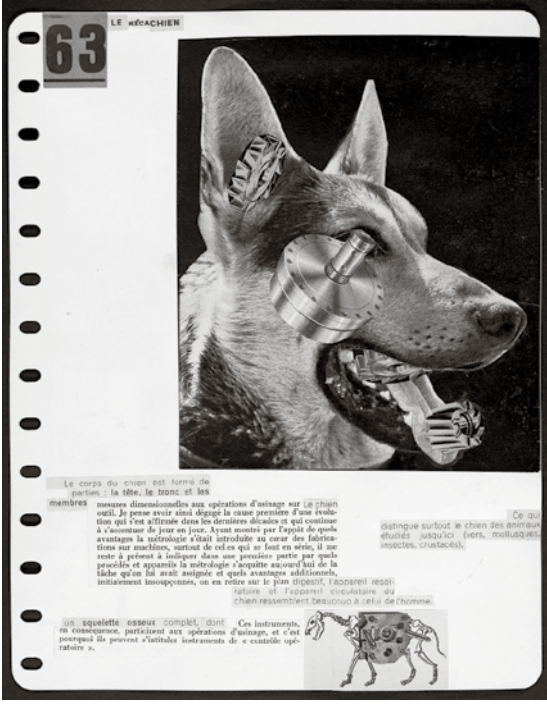 63
LE MÉCACHIEN
Le corps du chien est formé de
parties : la tête, le tronc et les
membres
mesures dimensionnelles aux opérations d'usinage sur Le chien
outil. Je pense avoir ainsi dégagé la cause première d'une évolu-
tion qui s'est affirmée dans les dernières décades et qui continue
à s'accentuer de jour en jour. Ayant montré par l'appât de quels
avantages la métrologie s'était introduite au cœur des fabrica-
tions sur machines, surtout de celles qui se font en série, il me
reste à présent à indiquer dans une première partie par quels
procédés et appareils la métrologie s'acquitte aujourd'hui de la
tâche qu'on lui avait assignée et quels avantages additionnels,
initialement insoupçonnés, on en retire sur le plan digestif, l'appareil respi-
ratoire et l'appareil circulatoire du
chien ressemblent beaucoup à celui de l'homme.
Ce qui
distingue surtout le chien des animaux
étudiés jusqu'ici (vers, mollusques,
insectes, crustacés),
un squelette osseux complet, dont Ces instruments,
en conséquence, participent aux opérations d'usinage, et c'est
pourquoi ils peuvent s'intituler instruments de « contrôle opé-
ratoire ».